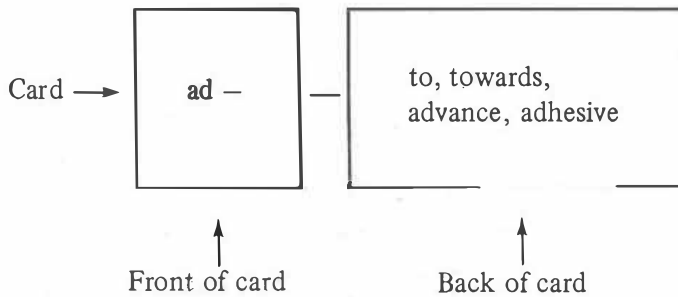 Card
ad –
to, towards,
advance, adhesive
Front of card
Back of card